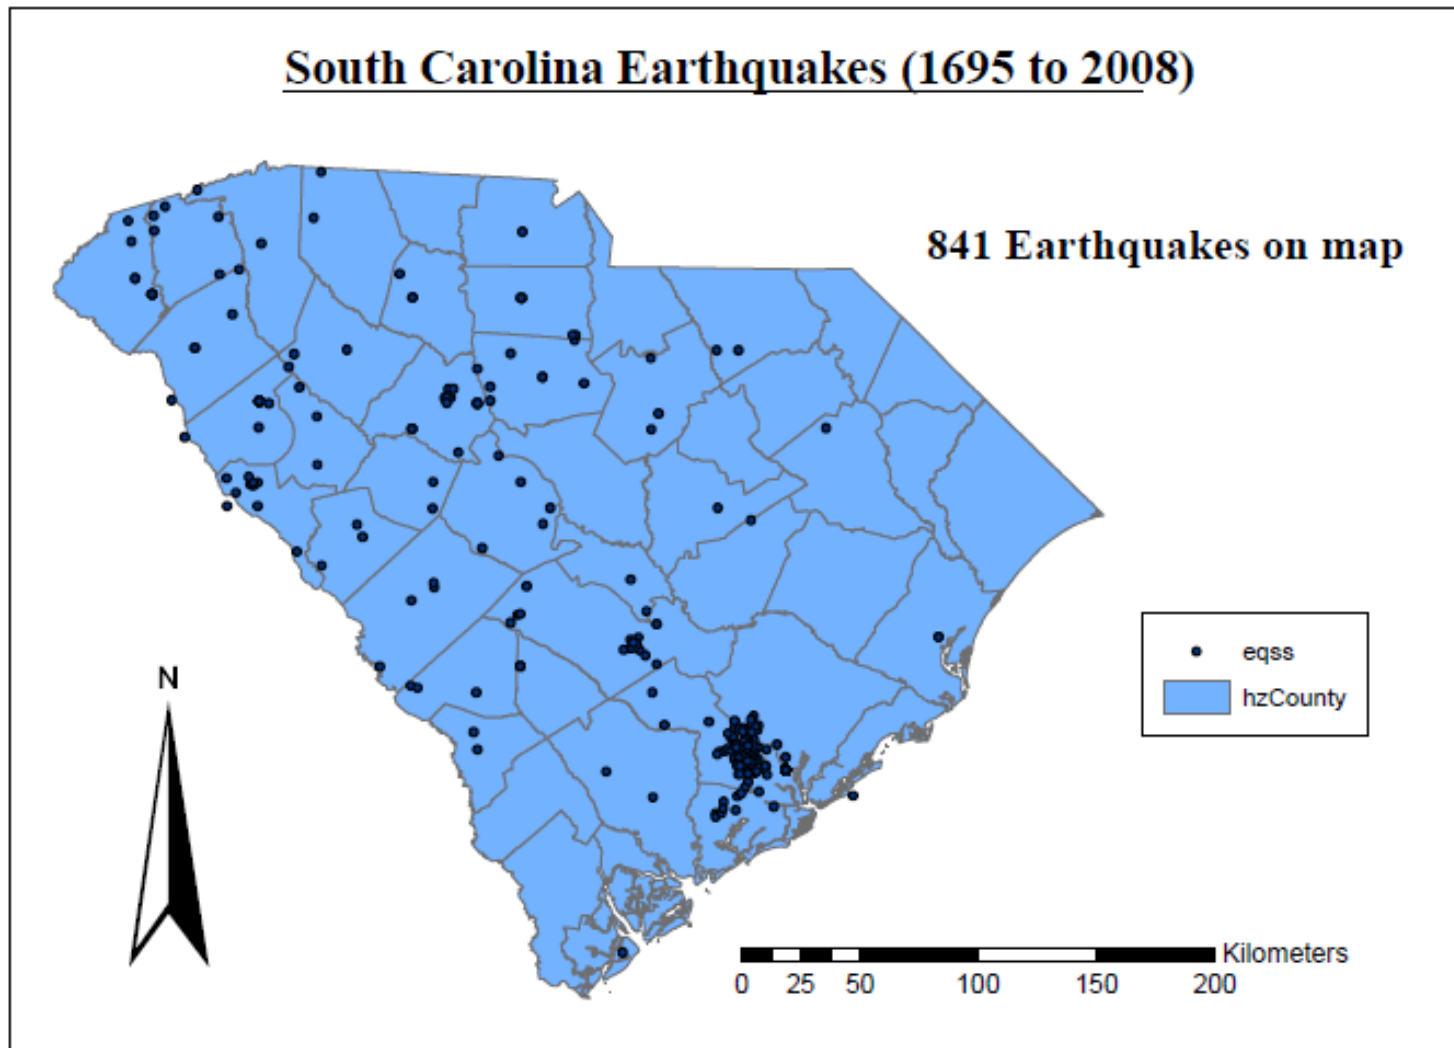 South Carolina Earthquakes (1695 to 2008)
841 Earthquakes on map
eqss
hzCounty
N
Kilometers
0 25 50 100 150 200